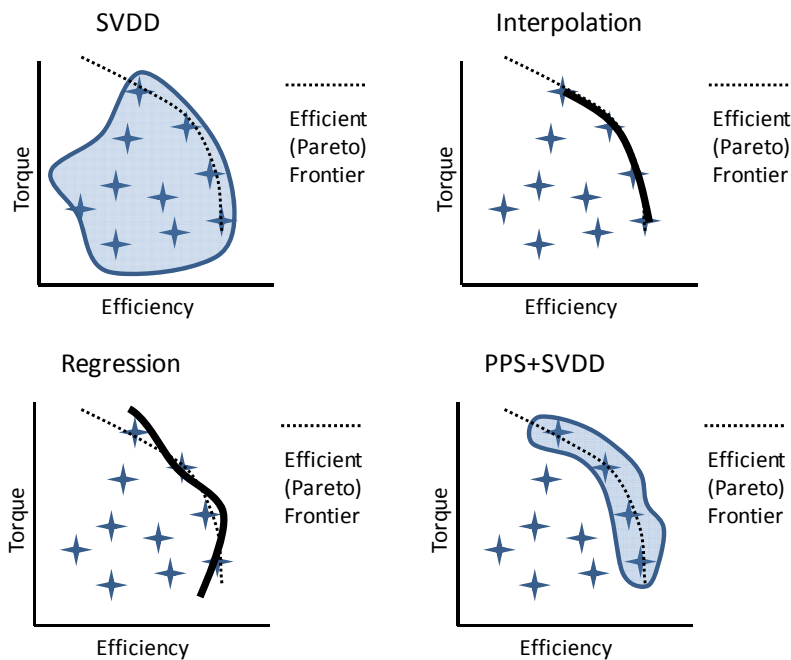 SVDD
Torque
Efficiency
Efficient
(Pareto)
Frontier
Interpolation
Torque
Efficiency
Efficient
(Pareto)
Frontier
Regression
Torque
Efficiency
Efficient
(Pareto)
Frontier
PPS+SVDD
Torque
Efficiency
Efficient
(Pareto)
Frontier